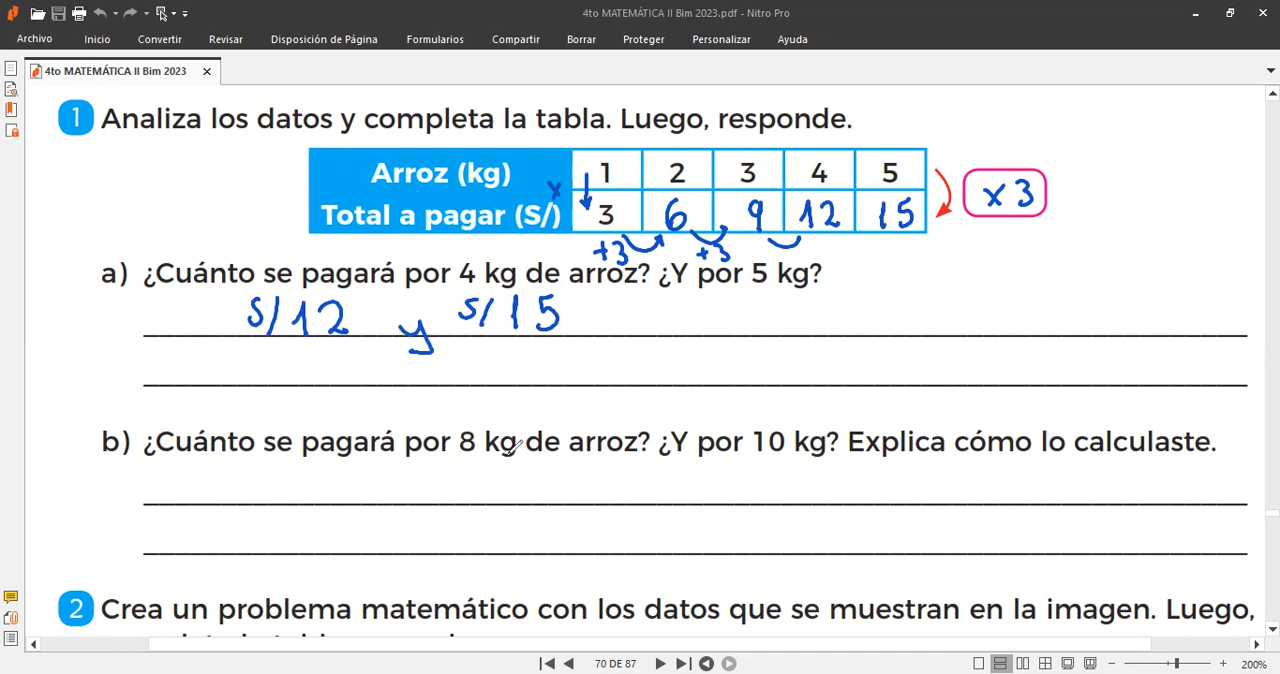 4to MATEMÁTICA II Bim 2023.pdf - Nitro Pro
Archivo Inicio Convertir Revisar Disposición de Página Formularios Compartir Borrar Proteger Personalizar Ayuda
4to MATEMÁTICA II Bim 2023 ×
1 Analiza los datos y completa la tabla. Luego, responde.
Arroz (kg) 1 2 3 4 5
x x 3
Total a pagar (S/) 3 6 9 12 15
+3 +3
a) ¿Cuánto se pagará por 4 kg de arroz? ¿Y por 5 kg?
S/ 12 y S/ 15
b) ¿Cuánto se pagará por 8 kg de arroz? ¿Y por 10 kg? Explica cómo lo calculaste.
2 Crea un problema matemático con los datos que se muestran en la imagen. Luego,
70 DE 87
200%